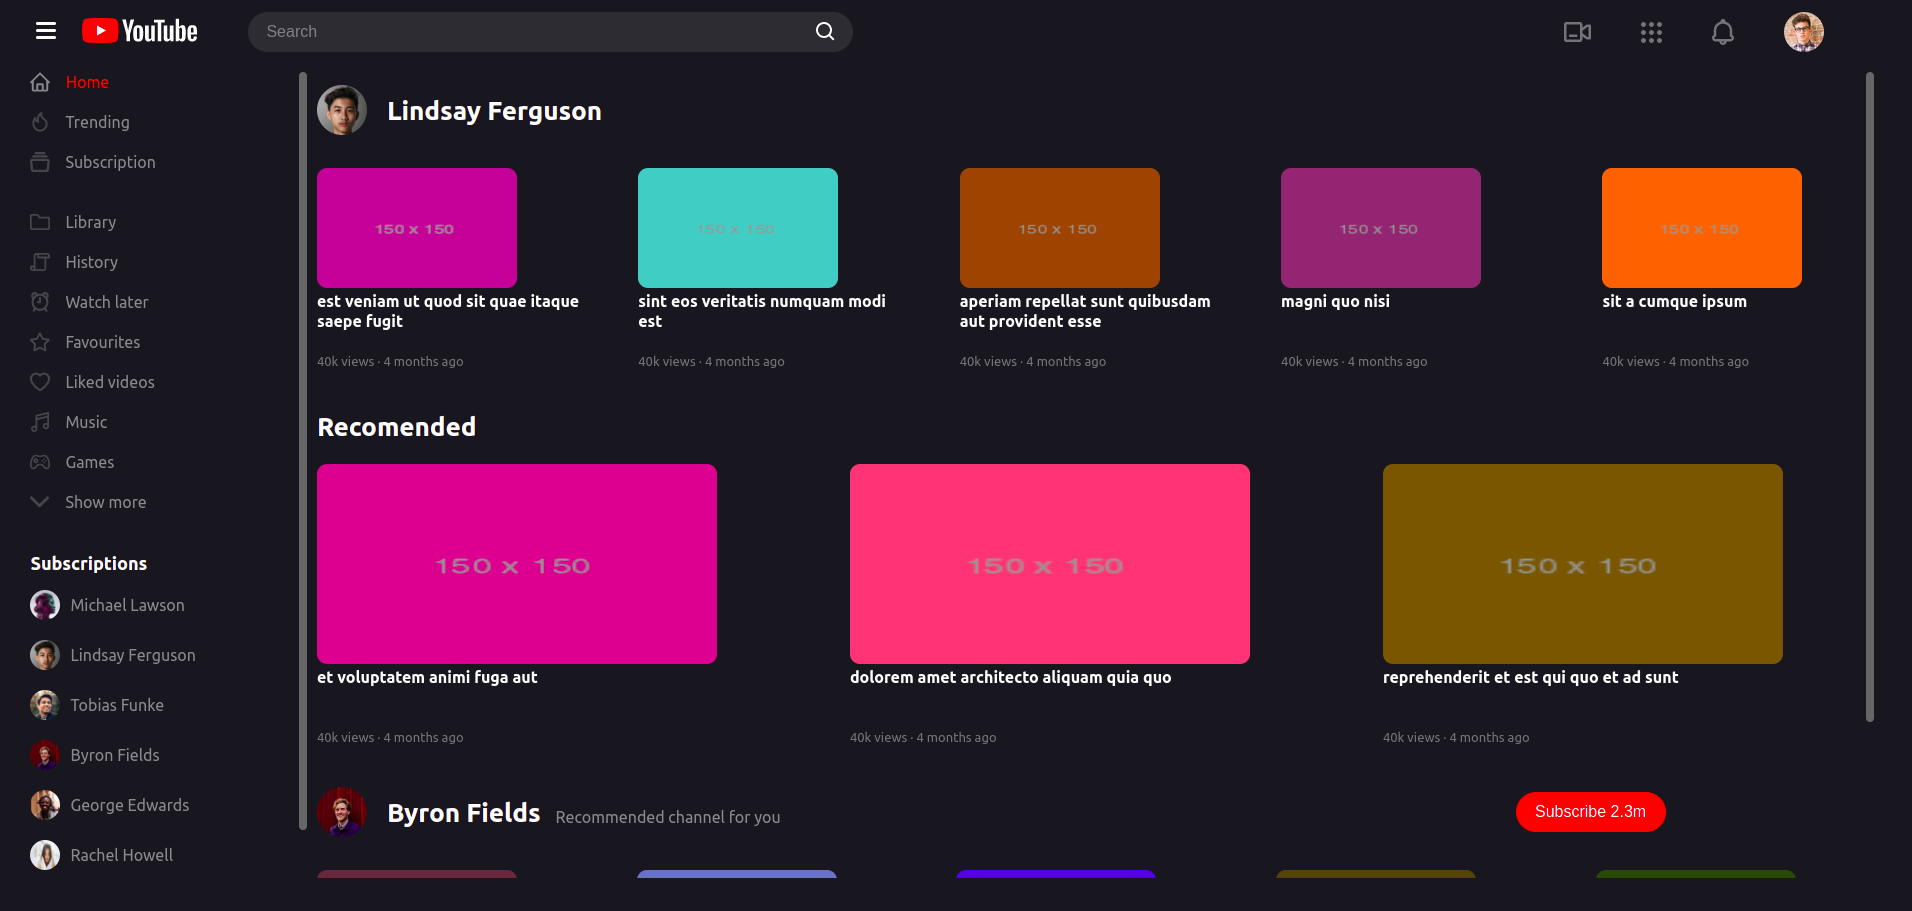 YouTube
Search
Home
Trending
Subscription
Library
History
Watch later
Favourites
Liked videos
Music
Games
Show more
Subscriptions
Michael Lawson
Lindsay Ferguson
Tobias Funke
Byron Fields
George Edwards
Rachel Howell
Lindsay Ferguson
150 x 150
150 x 150
150 x 150
150 x 150
150 x 150
est veniam ut quod sit quae itaque
saepe fugit
40k views · 4 months ago
sint eos veritatis numquam modi
est
40k views · 4 months ago
aperiam repellat sunt quibusdam
aut provident esse
40k views · 4 months ago
magni quo nisi
40k views · 4 months ago
sit a cumque ipsum
40k views · 4 months ago
Recomended
150 x 150
150 x 150
150 x 150
et voluptatem animi fuga aut
40k views · 4 months ago
dolorem amet architecto aliquam quia quo
40k views · 4 months ago
reprehenderit et est qui quo et ad sunt
40k views · 4 months ago
Byron Fields Recommended channel for you
Subscribe 2.3m